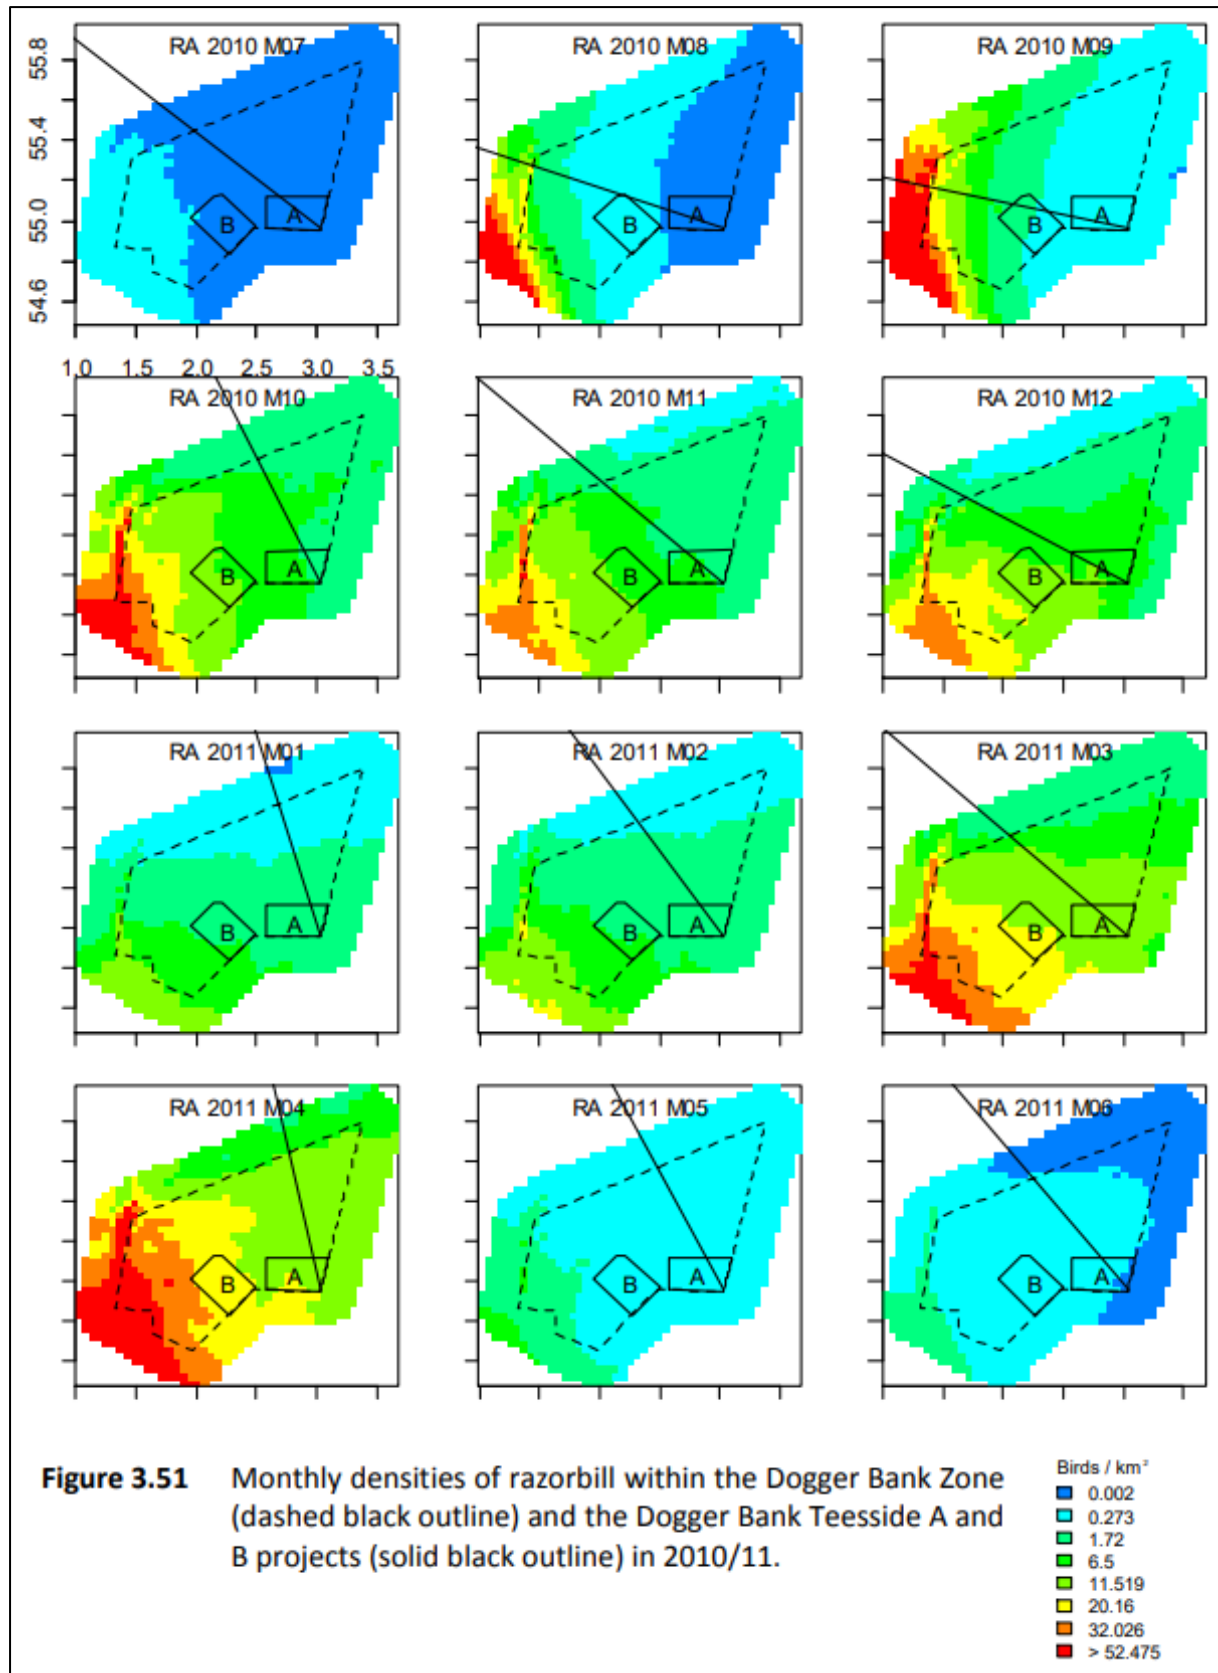 RA 2010 M07
RA 2010 M08
RA 2010 M09
55.8
55.4
55.0
54.6
B
A
B
A
B
A
1.0 1.5 2.0 2.5 3.0 3.5
RA 2010 M10
RA 2010 M11
RA 2010 M12
B
A
B
A
B
A
RA 2011 M01
RA 2011 M02
RA 2011 M03
B
A
B
A
B
A
RA 2011 M04
RA 2011 M05
RA 2011 M06
B
A
B
A
B
A
Figure 3.51 Monthly densities of razorbill within the Dogger Bank Zone
(dashed black outline) and the Dogger Bank Teesside A and
B projects (solid black outline) in 2010/11.
Birds / km²
0.002
0.273
1.72
6.5
11.519
20.16
32.026
> 52.475